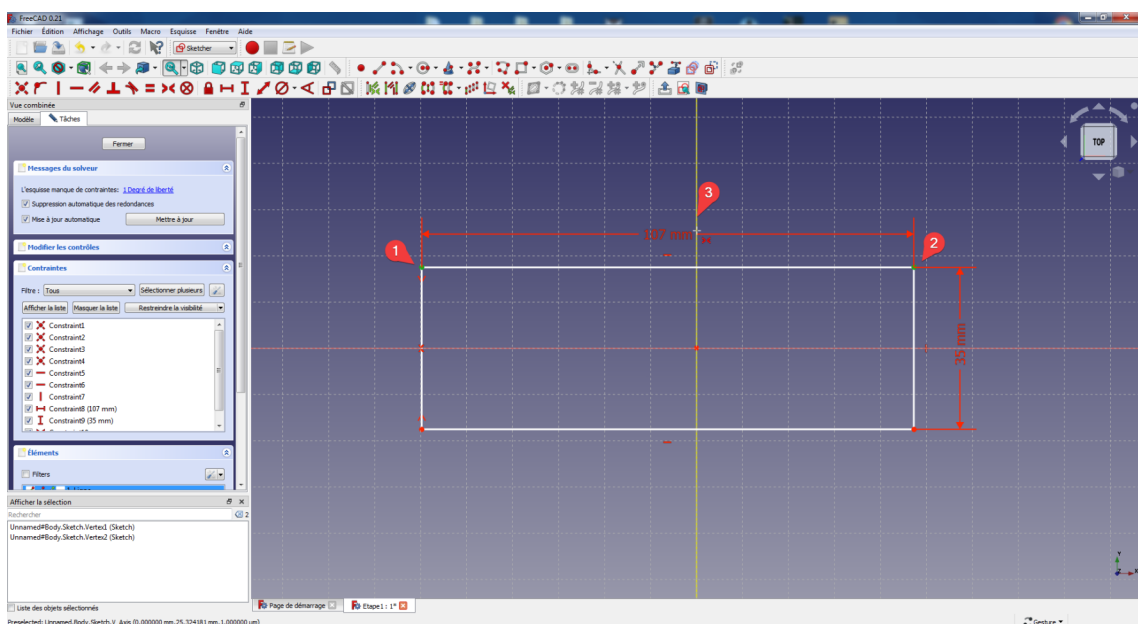 FreeCAD 0.21
Fichier Édition Affichage Outils Macro Esquisse Fenêtre Aide
Sketcher
Vue combinée
Modèle Tâches
Fermer
Messages du solveur
L'esquisse manque de contraintes: 1 Degré de liberté
Suppression automatique des redondances
Mise à jour automatique Mettre à jour
Modifier les contrôles
Contraintes
Filtre : Tous Sélectionner plusieurs
Afficher la liste Masquer la liste Restreindre la visibilité
Constraint1
Constraint2
Constraint3
Constraint4
Constraint5
Constraint6
Constraint7
Constraint8 (107 mm)
Constraint9 (35 mm)
Éléments
Filters
Afficher la sélection
Rechercher 2
Unnamed#Body.Sketch.Vertex1 (Sketch)
Unnamed#Body.Sketch.Vertex2 (Sketch)
Liste des objets sélectionnés
Preselected: Unnamed.Body.Sketch.V_Axis (0.000000 mm, 25.324181 mm, 1.000000 µm)
TOP
3
107 mm
1
2
35 mm
Y
Z
X
Page de démarrage
Etape1 : 1*
Gesture